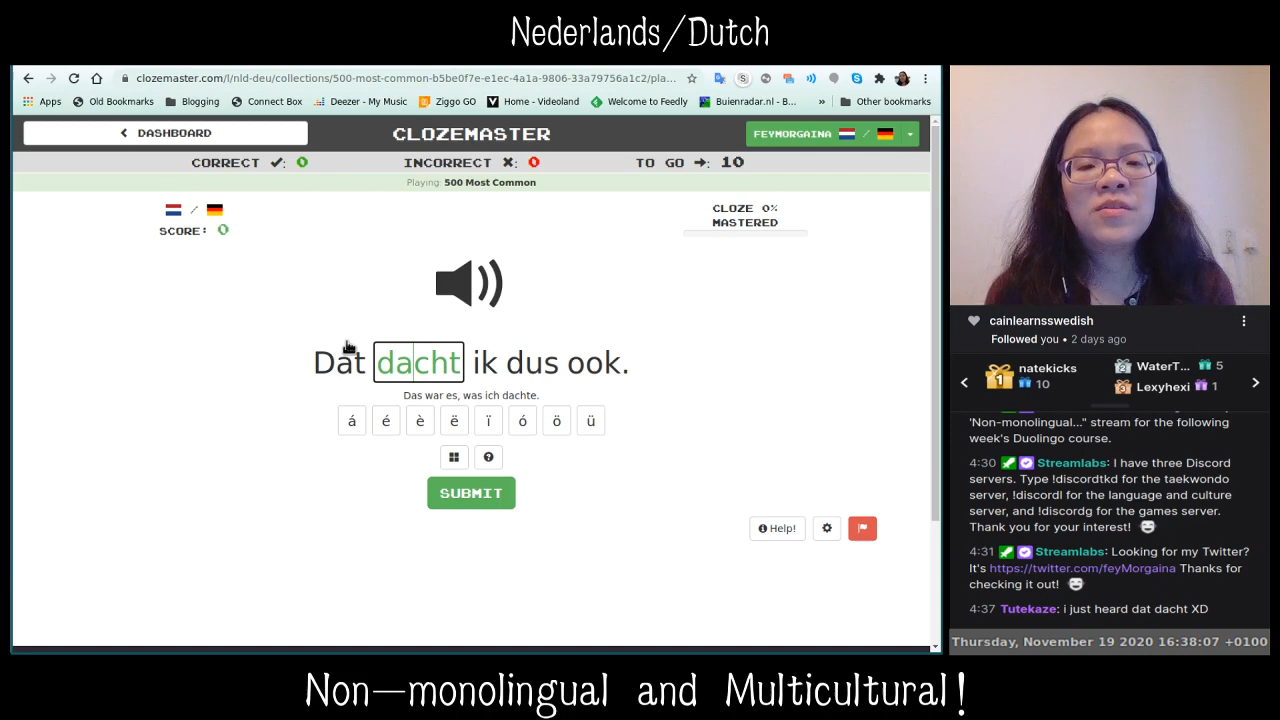 Nederlands/Dutch
clozemaster.com/l/nld-deu/collections/500-most-common-b5be0f7e-e1ec-4a1a-9806-33a79756a1c2/pla...
Apps Old Bookmarks Blogging Connect Box Deezer - My Music Ziggo GO Home - Videoland Welcome to Feedly Buienradar.nl - B... » Other bookmarks
DASHBOARD
CLOZEMASTER
FEYMORGAINA /
CORRECT ✔: 0 INCORRECT ✖: 0 TO GO ➔: 10
Playing: 500 Most Common
/
SCORE: 0
CLOZE 0%
MASTERED
Dat dacht ik dus ook.
Das war es, was ich dachte.
á é è ë ï ó ö ü
SUBMIT
Help!
cainlearnsswedish
Followed you • 2 days ago
1 natekicks
10
2 WaterT... 5
3 Lexyhexi 1
'Non-monolingual..." stream for the following
week's Duolingo course.
4:30 Streamlabs: I have three Discord
servers. Type !discordtkd for the taekwondo
server, !discordl for the language and culture
server, and !discordg for the games server.
Thank you for your interest!
4:31 Streamlabs: Looking for my Twitter?
It's https://twitter.com/feyMorgaina Thanks for
checking it out!
4:37 Tutekaze: i just heard dat dacht XD
Thursday, November 19 2020 16:38:07 +0100
Non-monolingual and Multicultural!